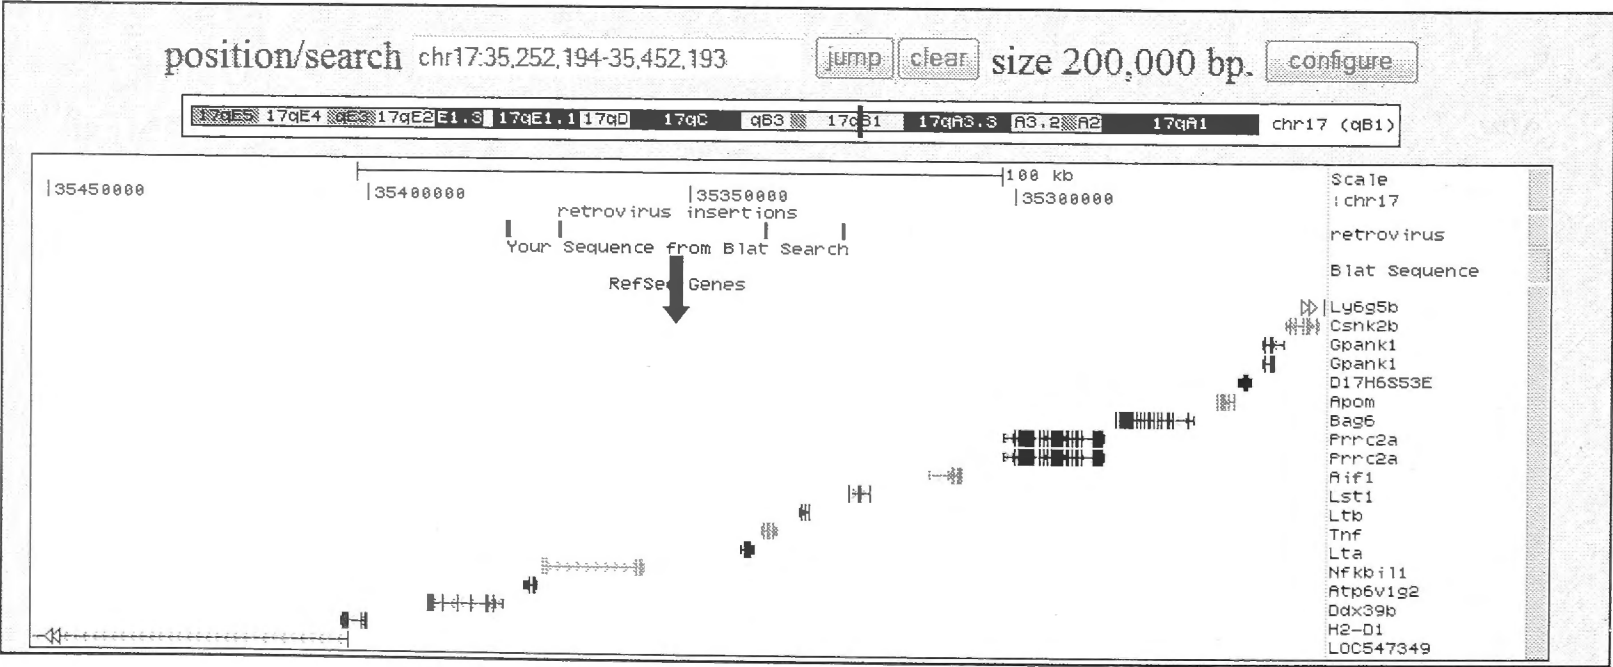 position/search chr17:35,252,194-35,452,193 jump clear size 200,000 bp. configure
17qE5 17qE4 qE3 17qE2 E1.3 17qE1.1 17qD 17qC qB3 17qB1 17qA3.3 A3.2 A2 17qA1 chr17 (qB1)
100 kb Scale
|35450000 |35400000 |35350000 |35300000 chr17
retrovirus insertions
retrovirus
Your Sequence from Blat Search
Blat Sequence
RefSeq Genes
Ly6g5b
Csnk2b
Gpank1
Gpank1
D17H6S53E
Apom
Bag6
Prrc2a
Prrc2a
Aif1
Lst1
Ltb
Tnf
Lta
Nfkbil1
Atp6v1g2
Ddx39b
H2-D1
LOC547349